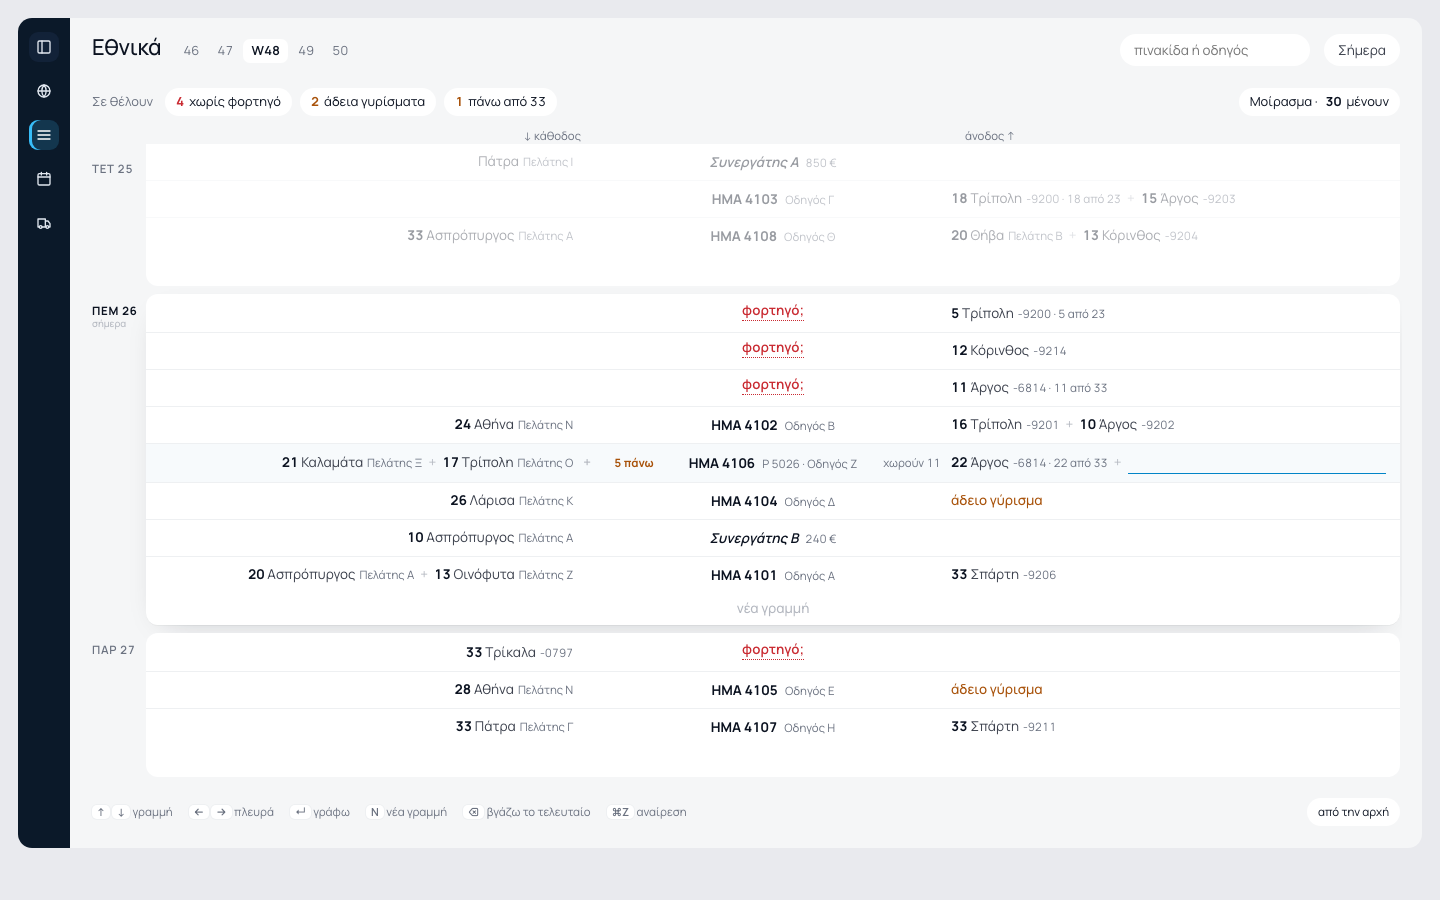 Εθνικά 46 47 W48 49 50 πινακίδα ή οδηγός Σήμερα
Σε θέλουν 4 χωρίς φορτηγό 2 άδεια γυρίσματα 1 πάνω από 33 Μοίρασμα · 30 μένουν
↓ κάθοδος άνοδος ↑
ΤΕΤ 25 Πάτρα Πελάτης Ι Συνεργάτης Α 850 €
ΗΜΑ 4103 Οδηγός Γ 18 Τρίπολη -9200 · 18 από 23 + 15 Άργος -9203
33 Ασπρόπυργος Πελάτης Α ΗΜΑ 4108 Οδηγός Θ 20 Θήβα Πελάτης Β + 13 Κόρινθος -9204
ΠΕΜ 26 φορτηγό; 5 Τρίπολη -9200 · 5 από 23
σήμερα
φορτηγό; 12 Κόρινθος -9214
φορτηγό; 11 Άργος -6814 · 11 από 33
24 Αθήνα Πελάτης Ν ΗΜΑ 4102 Οδηγός Β 16 Τρίπολη -9201 + 10 Άργος -9202
21 Καλαμάτα Πελάτης Ξ + 17 Τρίπολη Πελάτης Ο + 5 πάνω ΗΜΑ 4106 Ρ 5026 · Οδηγός Ζ χωρούν 11 22 Άργος -6814 · 22 από 33 +
26 Λάρισα Πελάτης Κ ΗΜΑ 4104 Οδηγός Δ άδειο γύρισμα
10 Ασπρόπυργος Πελάτης Α Συνεργάτης Β 240 €
20 Ασπρόπυργος Πελάτης Α + 13 Οινόφυτα Πελάτης Ζ ΗΜΑ 4101 Οδηγός Α 33 Σπάρτη -9206
νέα γραμμή
ΠΑΡ 27 33 Τρίκαλα -0797 φορτηγό;
28 Αθήνα Πελάτης Ν ΗΜΑ 4105 Οδηγός Ε άδειο γύρισμα
33 Πάτρα Πελάτης Γ ΗΜΑ 4107 Οδηγός Η 33 Σπάρτη -9211
↑ ↓ γραμμή ← → πλευρά ↵ γράφω N νέα γραμμή ⌫ βγάζω το τελευταίο ⌘Z αναίρεση από την αρχή